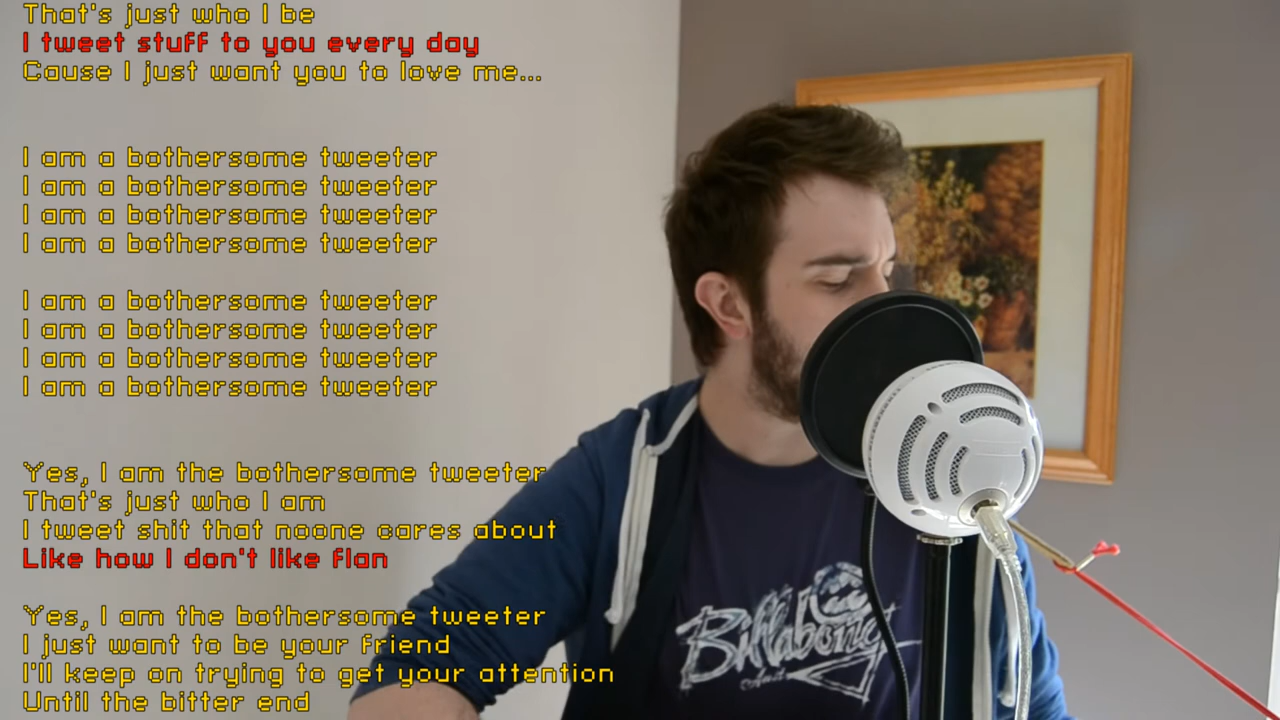 That's just who I be
I tweet stuff to you every day
Cause I just want you to love me...
I am a bothersome tweeter
I am a bothersome tweeter
I am a bothersome tweeter
I am a bothersome tweeter
I am a bothersome tweeter
I am a bothersome tweeter
I am a bothersome tweeter
I am a bothersome tweeter
Yes, I am the bothersome tweeter
That's just who I am
I tweet shit that noone cares about
Like how I don't like flan
Yes, I am the bothersome tweeter
I just want to be your friend
I'll keep on trying to get your attention
Until the bitter end
Billabong